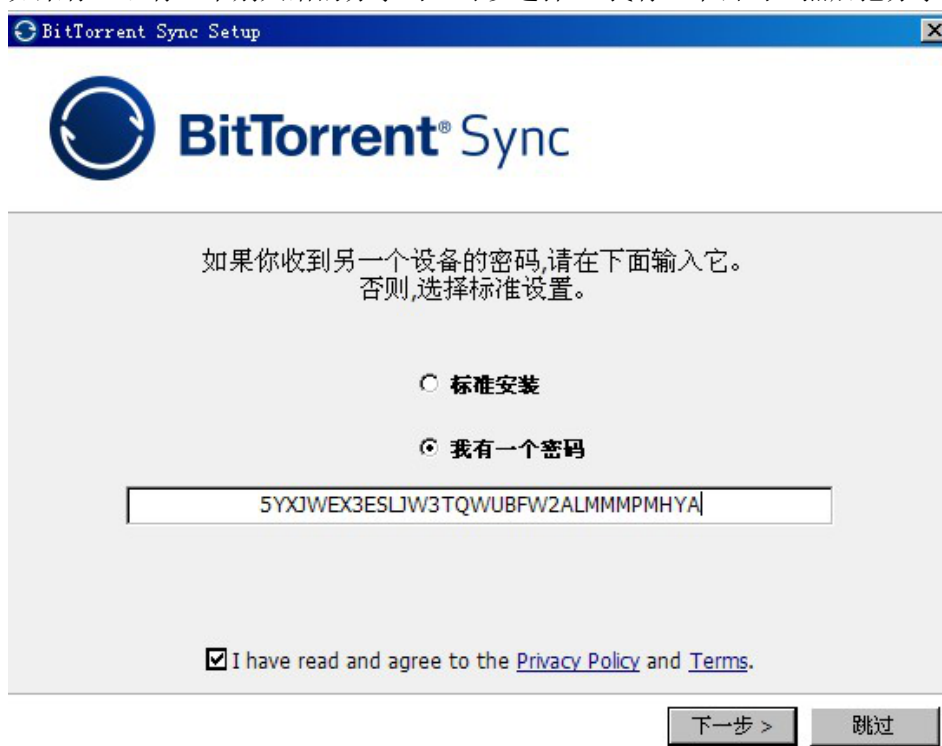 BitTorrent Sync Setup
BitTorrent® Sync
如果你收到另一个设备的密码,请在下面输入它。
否则,选择标准设置。
标准安装
我有一个密码
5YXJWEX3ESLJW3TQWUBFW2ALMMMPMHYA
I have read and agree to the Privacy Policy and Terms.
下一步 >
跳过